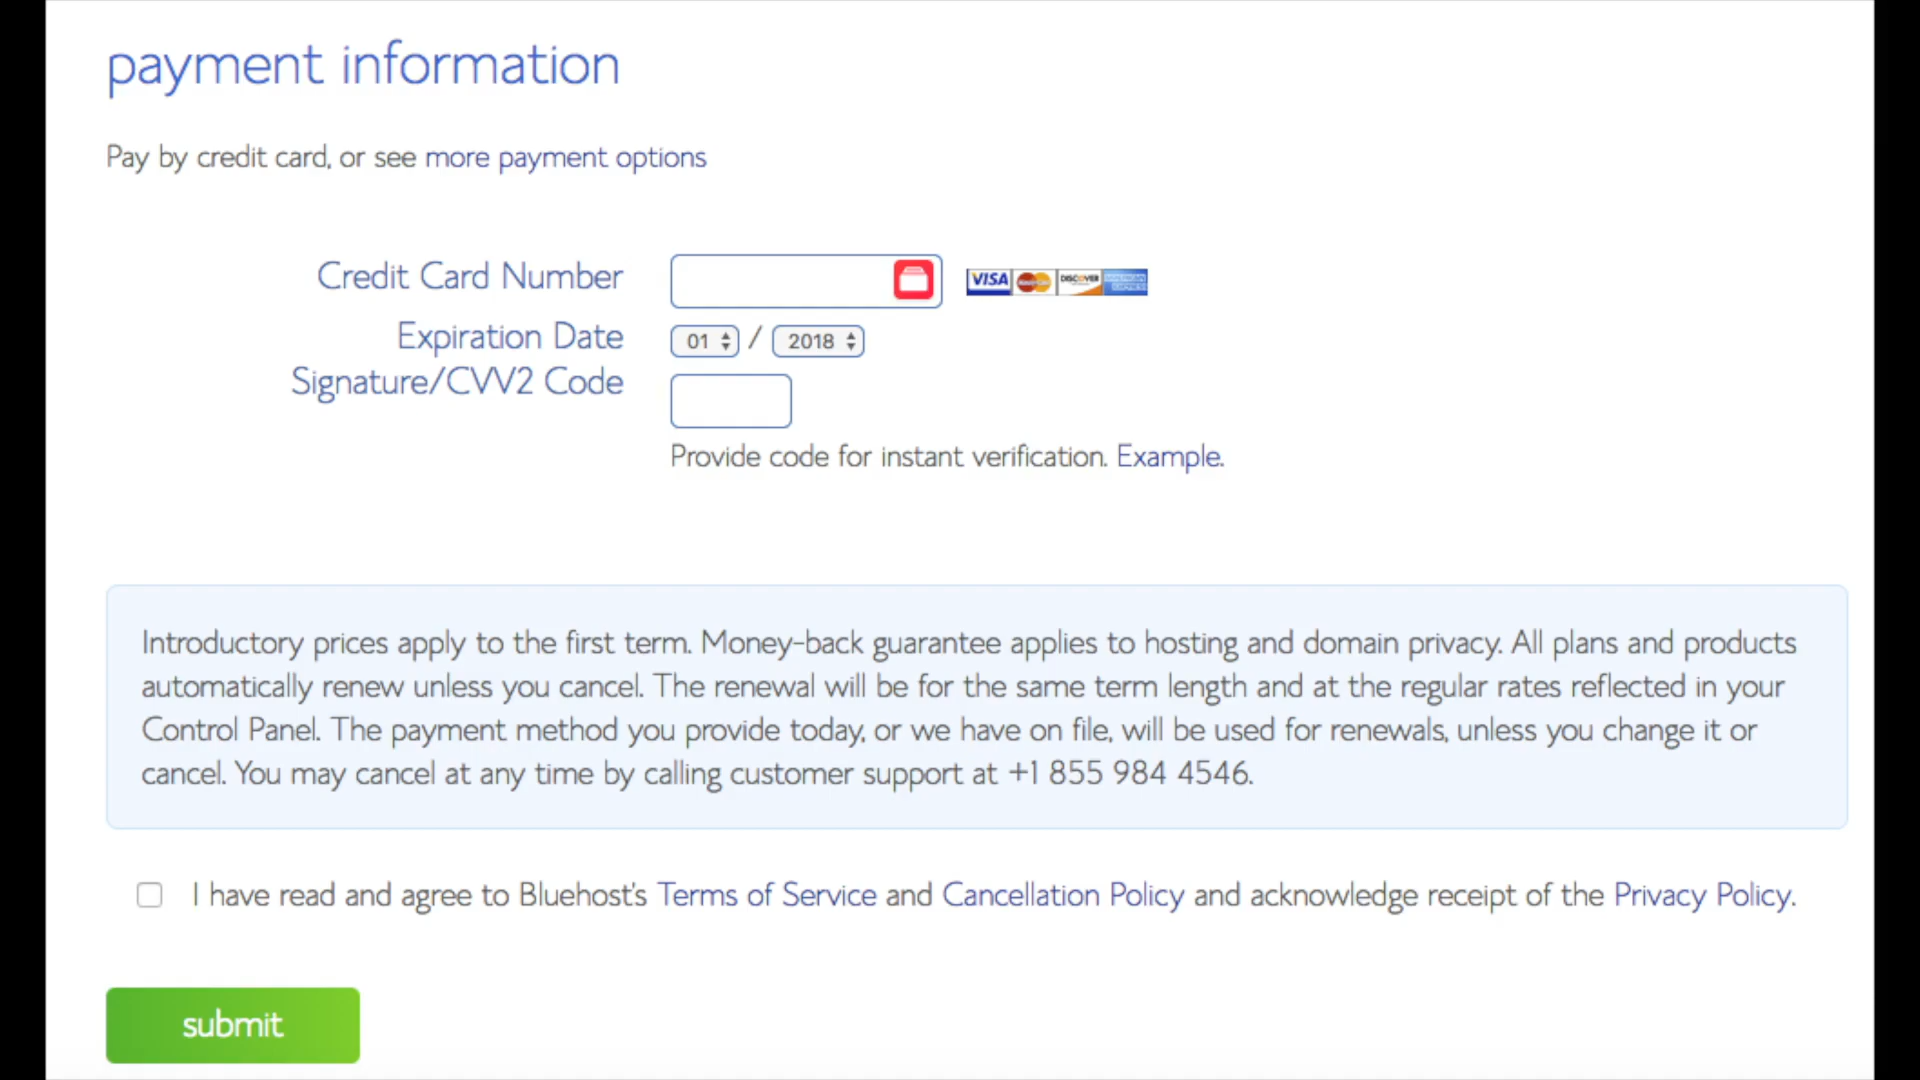 payment information
Pay by credit card, or see more payment options
Credit Card Number
VISA MasterCard DISCOVER AMERICAN EXPRESS
Expiration Date 01 / 2018
Signature/CVV2 Code
Provide code for instant verification. Example.
Introductory prices apply to the first term. Money-back guarantee applies to hosting and domain privacy. All plans and products
automatically renew unless you cancel. The renewal will be for the same term length and at the regular rates reflected in your
Control Panel. The payment method you provide today, or we have on file, will be used for renewals, unless you change it or
cancel. You may cancel at any time by calling customer support at +1 855 984 4546.
I have read and agree to Bluehost's Terms of Service and Cancellation Policy and acknowledge receipt of the Privacy Policy.
submit